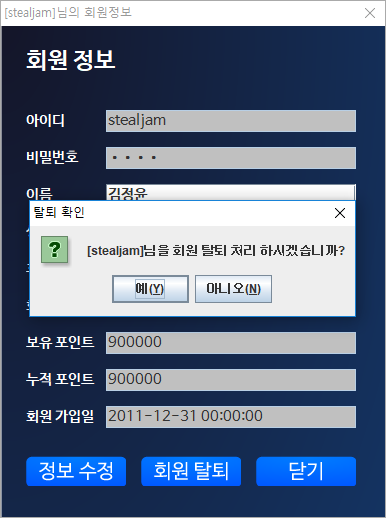 [stealjam]님의 회원정보
회원 정보
아이디 stealjam
비밀번호 ····
이름 김정윤
탈퇴 확인
[stealjam]님을 회원 탈퇴 처리 하시겠습니까?
예(Y) 아니오(N)
보유 포인트 900000
누적 포인트 900000
회원 가입일 2011-12-31 00:00:00
정보 수정 회원 탈퇴 닫기